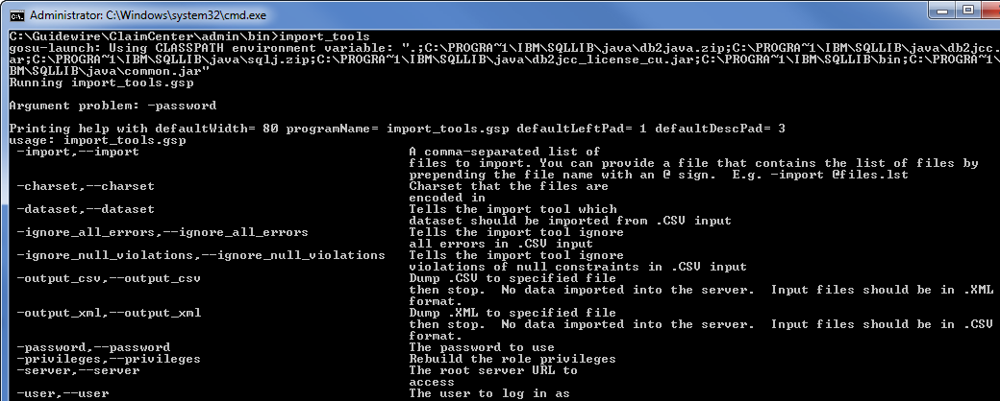 Administrator: C:\Windows\system32\cmd.exe
C:\Guidewire\ClaimCenter\admin\bin>import_tools
gosu-launch: Using CLASSPATH environment variable: ".;C:\PROGRA~1\IBM\SQLLIB\java\db2java.zip;C:\PROGRA~1\IBM\SQLLIB\java\db2jcc.j
ar;C:\PROGRA~1\IBM\SQLLIB\java\sqlj.zip;C:\PROGRA~1\IBM\SQLLIB\java\db2jcc_license_cu.jar;C:\PROGRA~1\IBM\SQLLIB\bin;C:\PROGRA~1\I
BM\SQLLIB\java\common.jar"
Running import_tools.gsp
Argument problem: -password
Printing help with defaultWidth= 80 programName= import_tools.gsp defaultLeftPad= 1 defaultDescPad= 3
usage: import_tools.gsp
-import,--import A comma-separated list of
files to import. You can provide a file that contains the list of files by
prepending the file name with an @ sign. E.g. -import @files.lst
-charset,--charset Charset that the files are
encoded in
-dataset,--dataset Tells the import tool which
dataset should be imported from .CSV input
-ignore_all_errors,--ignore_all_errors Tells the import tool ignore
all errors in .CSV input
-ignore_null_violations,--ignore_null_violations Tells the import tool ignore
violations of null constraints in .CSV input
-output_csv,--output_csv Dump .CSV to specified file
then stop. No data imported into the server. Input files should be in .XML
format.
-output_xml,--output_xml Dump .XML to specified file
then stop. No data imported into the server. Input files should be in .CSV
format.
-password,--password The password to use
-privileges,--privileges Rebuild the role privileges
-server,--server The root server URL to
access
-user,--user The user to log in as